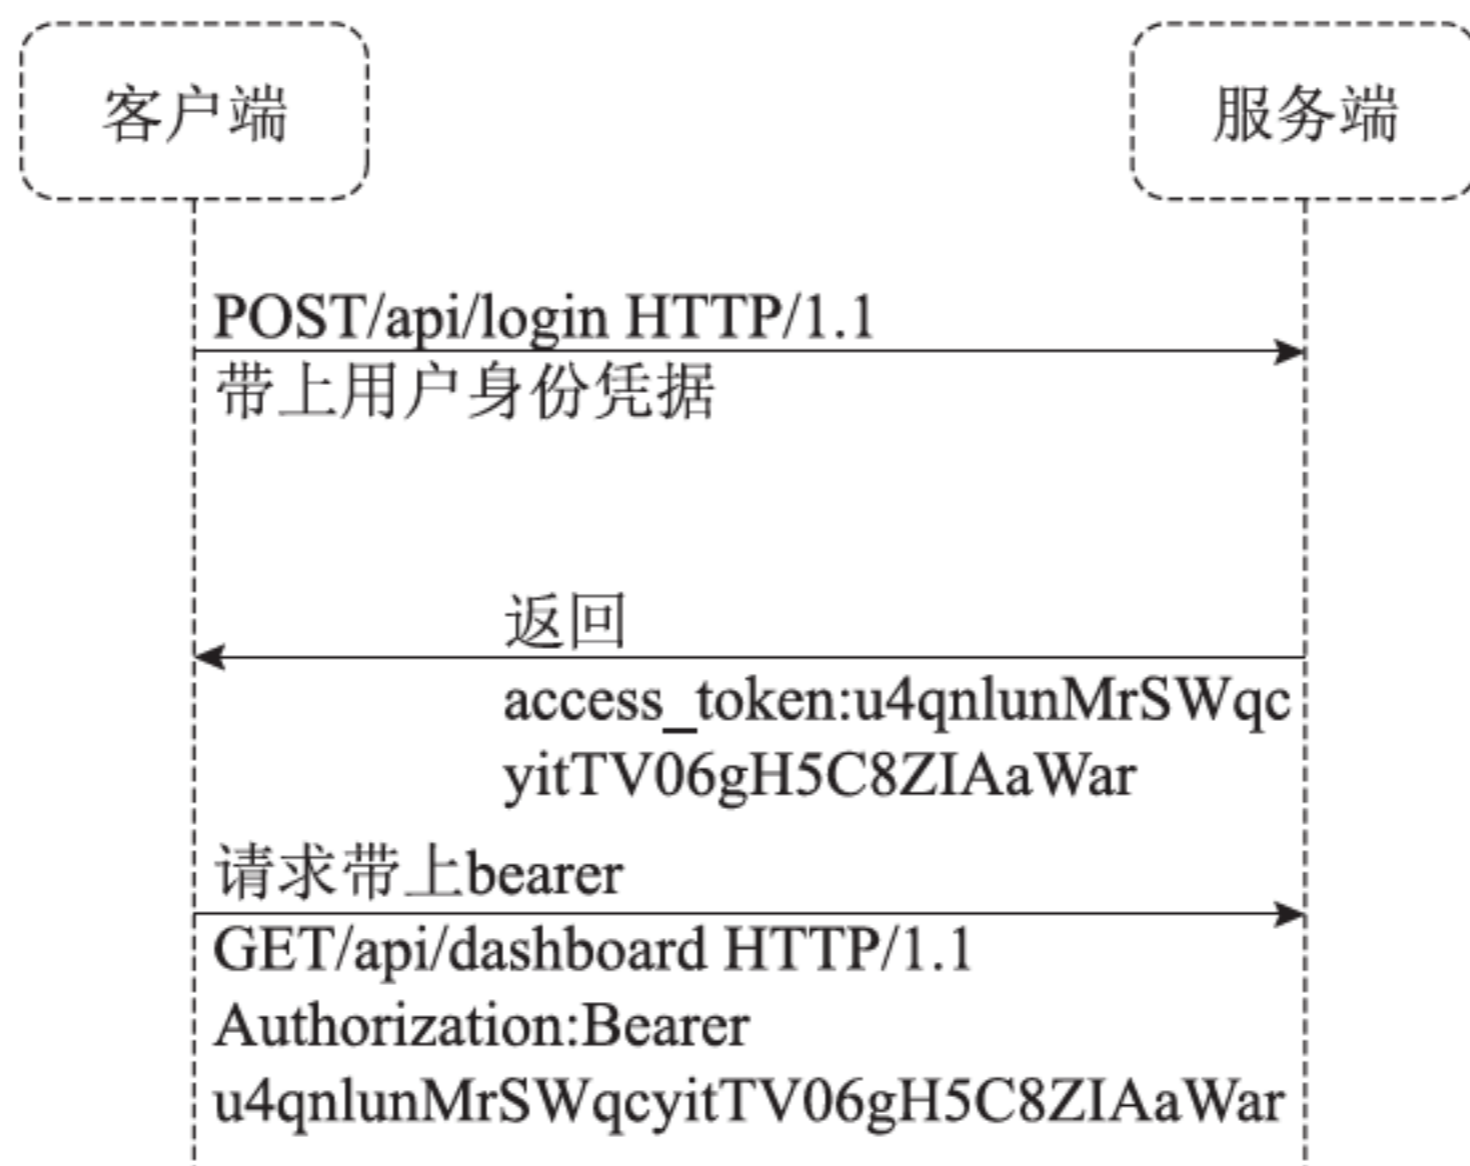 客户端
服务端
POST/api/login HTTP/1.1
带上用户身份凭据
返回
access_token:u4qnlunMrSWqc
yitTV06gH5C8ZIAaWar
请求带上bearer
GET/api/dashboard HTTP/1.1
Authorization:Bearer
u4qnlunMrSWqcyitTV06gH5C8ZIAaWar